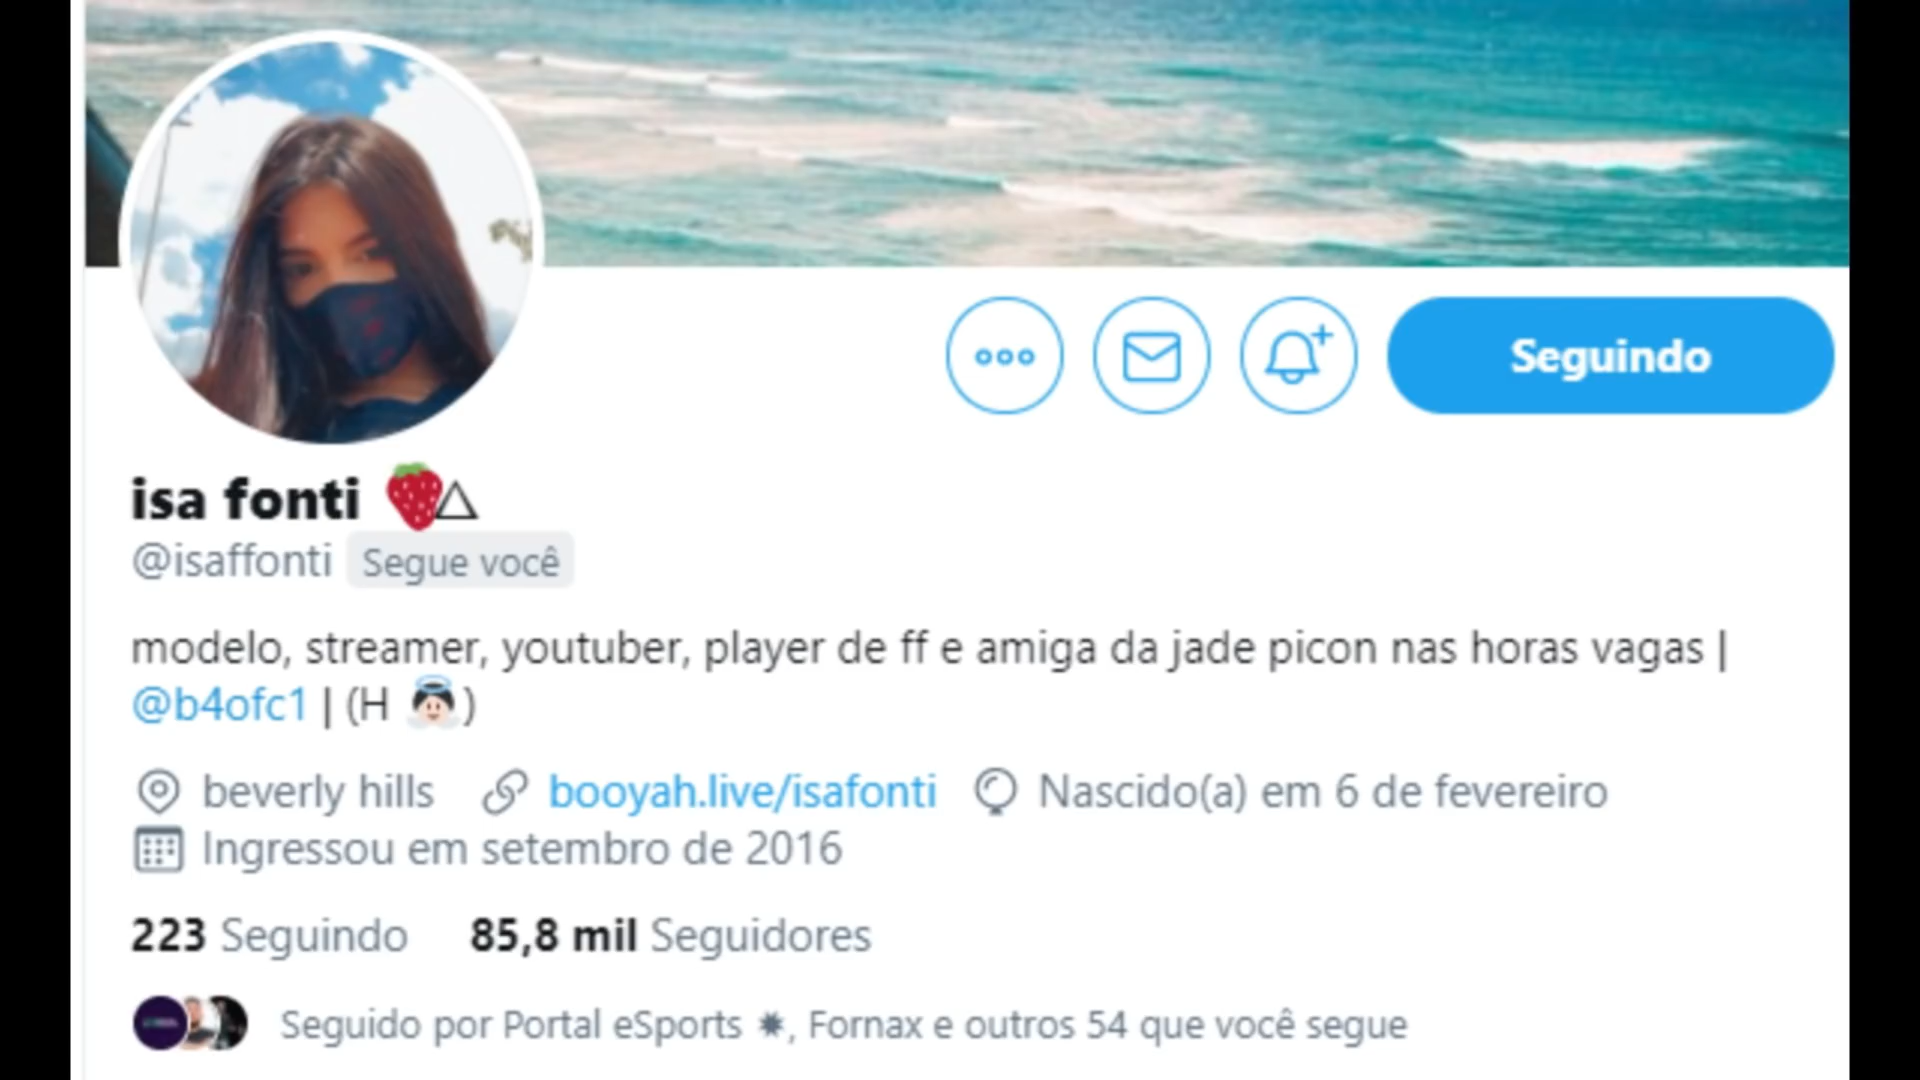 Seguindo
isa fonti 🍓△
@isaffonti Segue você
modelo, streamer, youtuber, player de ff e amiga da jade picon nas horas vagas |
@b4ofc1 | (H 👼🏻)
beverly hills booyah.live/isafonti Nascido(a) em 6 de fevereiro
Ingressou em setembro de 2016
223 Seguindo 85,8 mil Seguidores
Seguido por Portal eSports ✸, Fornax e outros 54 que você segue